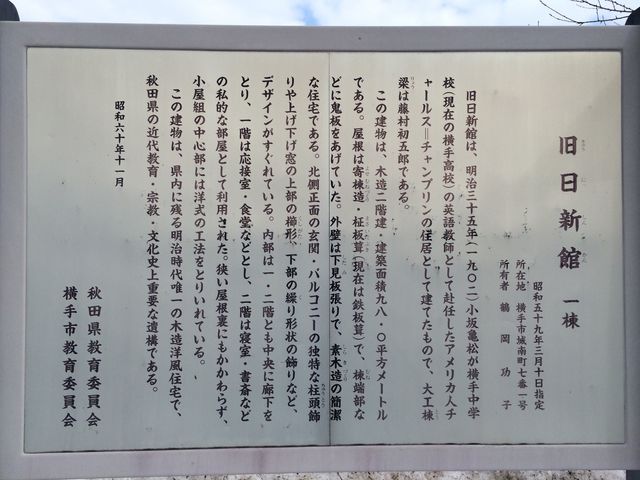 旧日新館 一棟
昭和五十九年三月十日指定
所在地 横手市城南町七番一号
所有者 鶴岡功子
旧日新館は、明治三十五年(一九〇二)小坂亀松が横手中学
校(現在の横手高校)の英語教師として赴任したアメリカ人チ
ャールス=チャンプリンの住居として建てたもので、大工棟
梁は藤村初五郎である。
この建物は、木造二階建・建築面積九八・〇平方メートル
である。屋根は寄棟造・柾板葺(現在は鉄板葺)で、棟端部な
どに鬼板をあげていた。外壁は下見板張りで、素木造の簡潔
な住宅である。北側正面の玄関・バルコニーの独特な柱頭飾
りや上げ下げ窓の上部の櫛形、下部の繰り形状の飾りなど、
デザインがすぐれている。内部は一・二階とも中央に廊下を
とり、一階は応接室・食堂などとし、二階は寝室・書斎など
の私的な部屋として利用された。狭い屋根裏にもかかわらず、
小屋組の中心部には洋式の工法をとりいれている。
この建物は、県内に残る明治時代唯一の木造洋風住宅で、
秋田県の近代教育・宗教・文化史上重要な遺構である。
昭和六十年十一月
秋田県教育委員会
横手市教育委員会